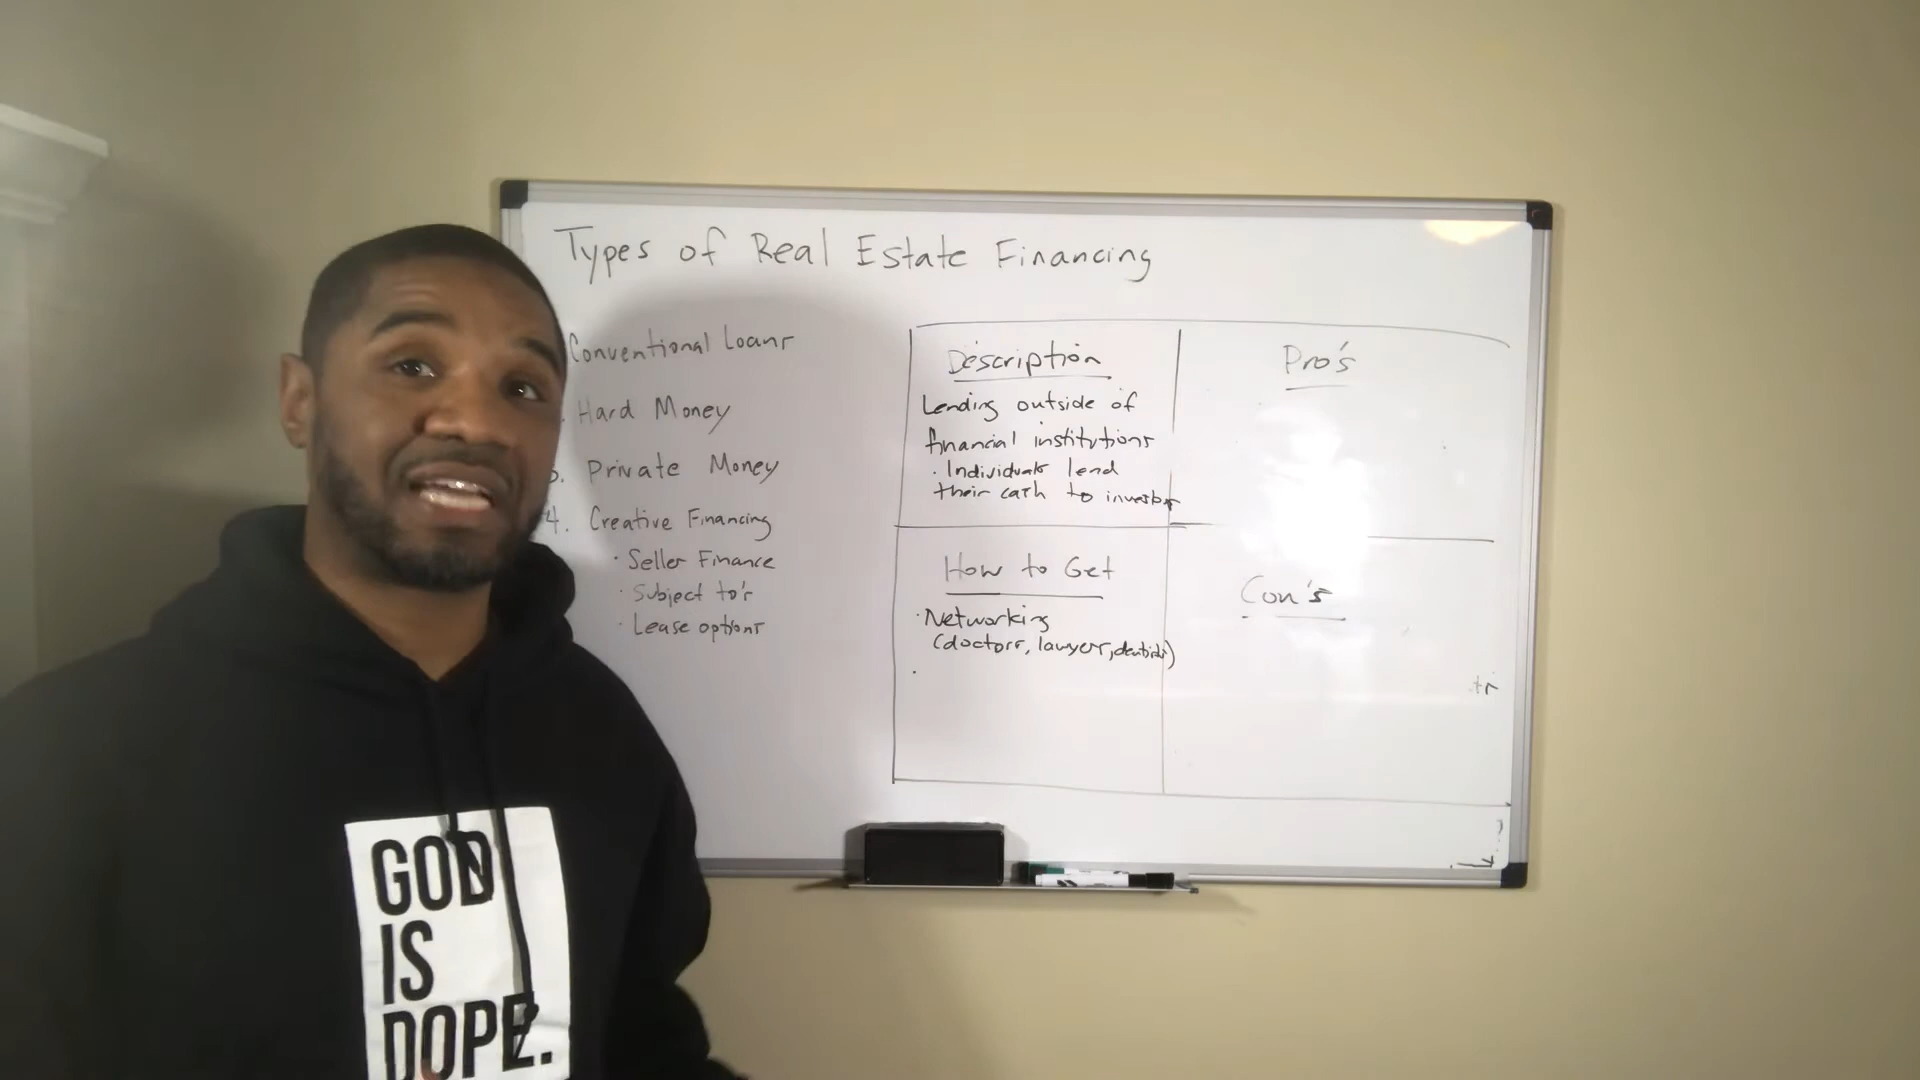 Types of Real Estate Financing
Conventional Loans
Hard Money
3. Private Money
4. Creative Financing
· Seller Finance
· Subject to's
· Lease options
Description
Lending outside of
financial institutions
· Individuals lend
their cash to investor
Pro's
How to Get
· Networking
(doctors, lawyers, dentists)
Con's
GOD
IS
DOPE.